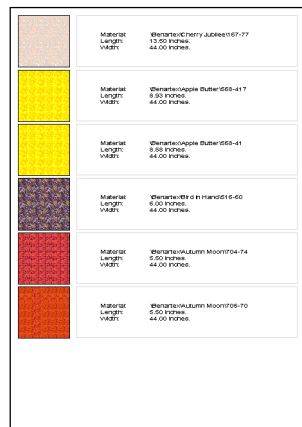 Material: \Benartex\Cherry Jubilee\167-77
Length: 13.50 inches.
Width: 44.00 inches.
Material: \Benartex\Apple Butter\568-417
Length: 8.93 inches.
Width: 44.00 inches.
Material: \Benartex\Apple Butter\568-41
Length: 8.68 inches.
Width: 44.00 inches.
Material: \Benartex\Bird in Hand\516-60
Length: 6.00 inches.
Width: 44.00 inches.
Material: \Benartex\Autumn Moon\704-74
Length: 5.50 inches.
Width: 44.00 inches.
Material: \Benartex\Autumn Moon\705-70
Length: 5.50 inches.
Width: 44.00 inches.